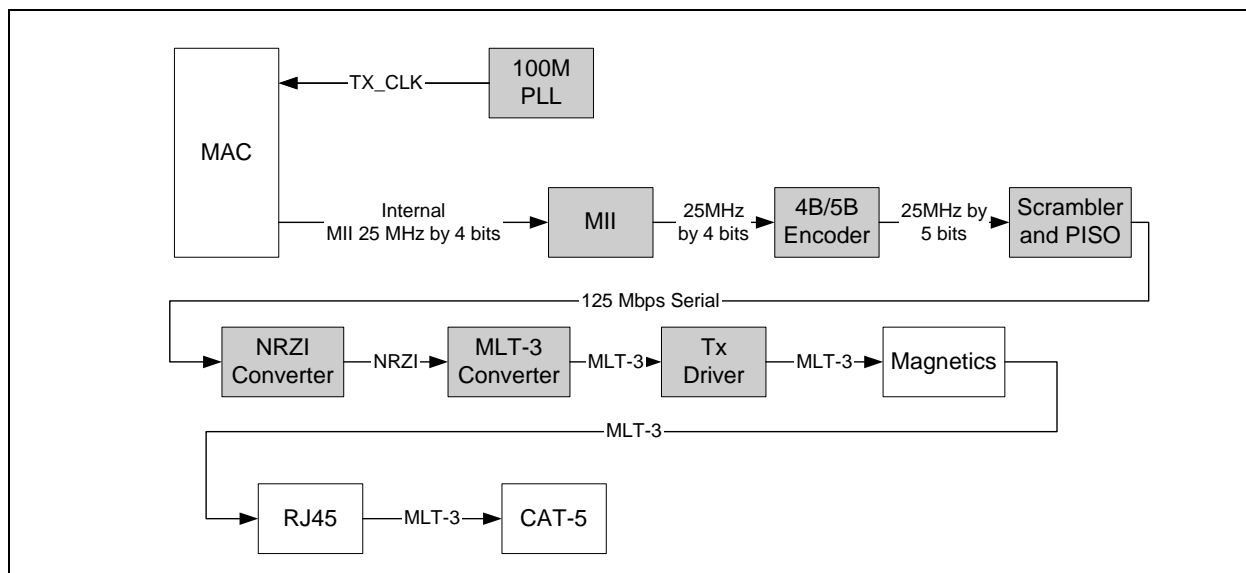 TX_CLK
100M
PLL
MAC
Internal
MII 25 MHz by 4 bits
MII
25MHz
by 4 bits
4B/5B
Encoder
25MHz by
5 bits
Scrambler
and PISO
125 Mbps Serial
NRZI
Converter
NRZI
MLT-3
Converter
MLT-3
Tx
Driver
MLT-3
Magnetics
MLT-3
RJ45
MLT-3
CAT-5